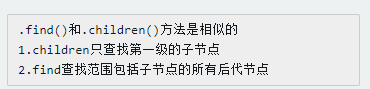 .find()和.children()方法是相似的
1.children只查找第一级的子节点
2.find查找范围包括子节点的所有后代节点